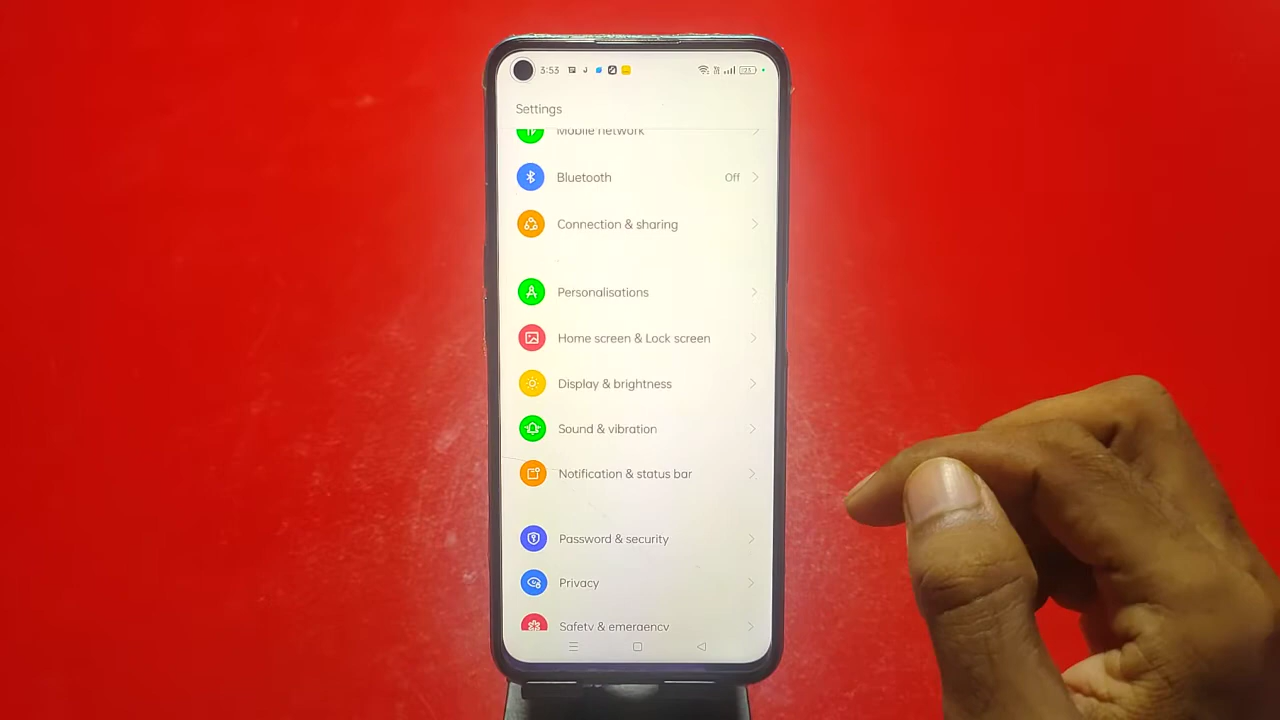 3:53
23
Settings
Mobile network
Bluetooth Off
Connection & sharing
Personalisations
Home screen & Lock screen
Display & brightness
Sound & vibration
Notification & status bar
Password & security
Privacy
Safety & emergency